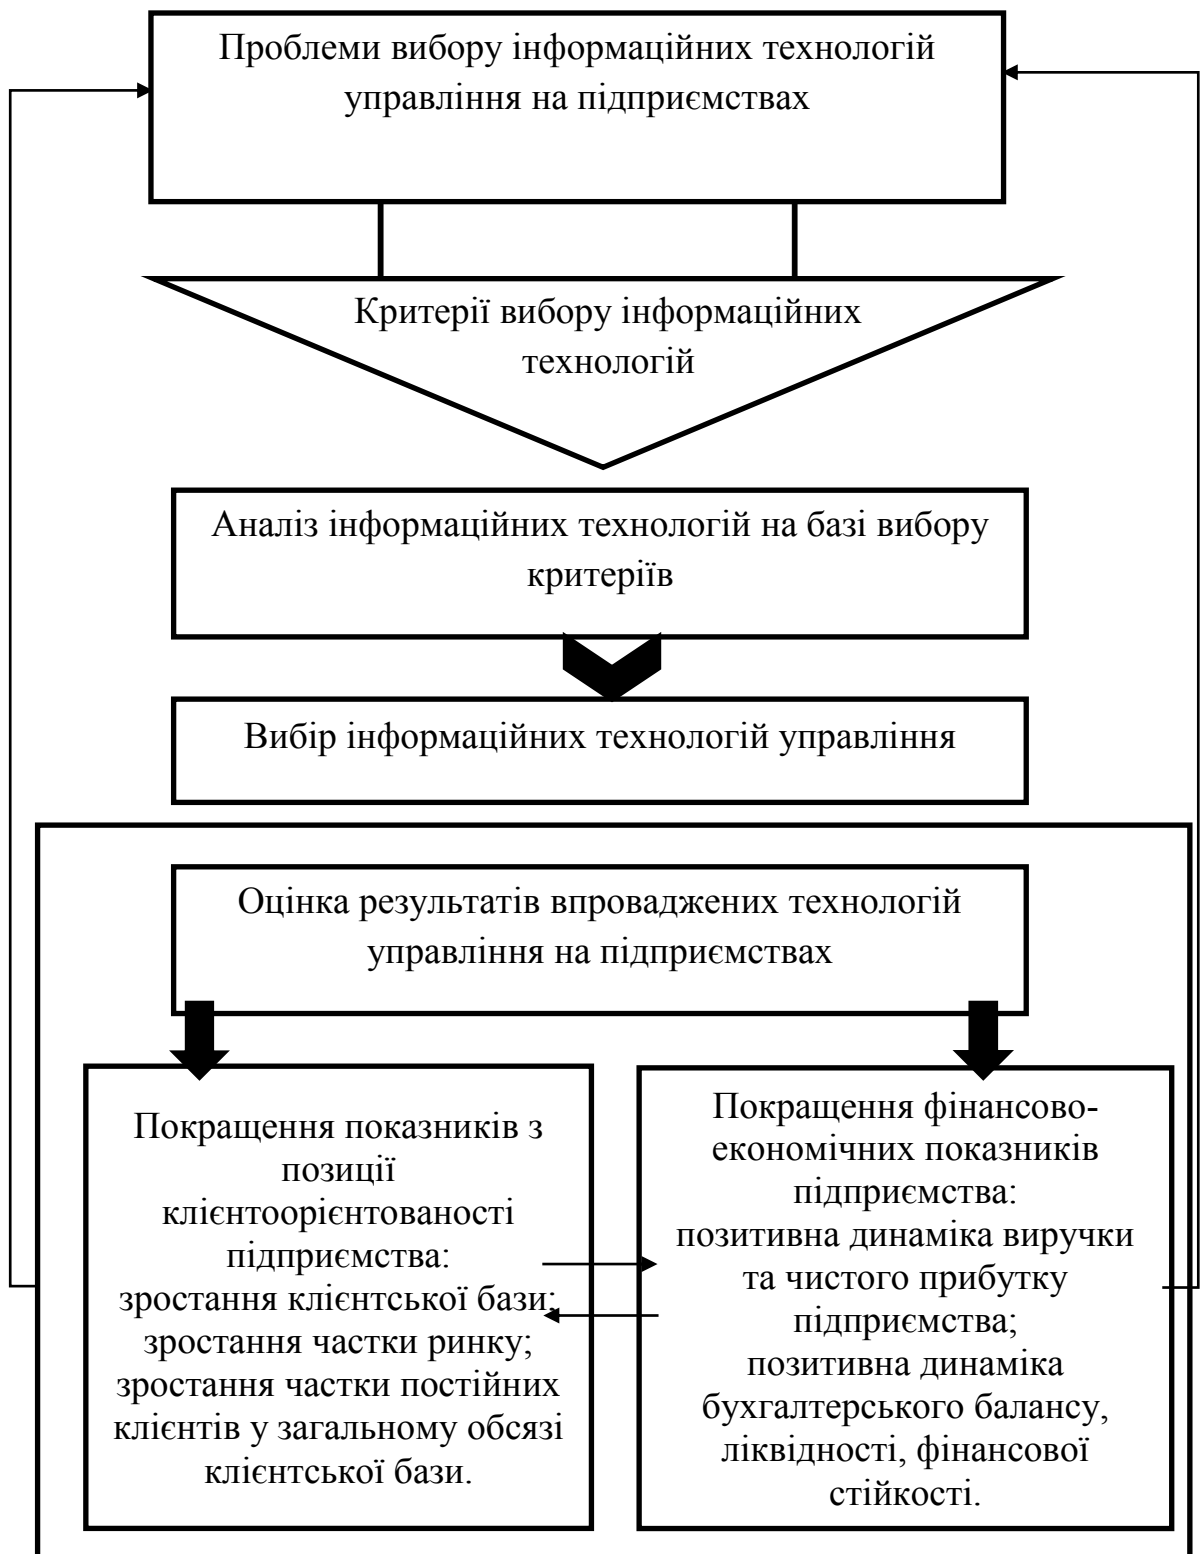 Проблеми вибору інформаційних технологій
управління на підприємствах
Критерії вибору інформаційних
технологій
Аналіз інформаційних технологій на базі вибору
критеріїв
Вибір інформаційних технологій управління
Оцінка результатів впроваджених технологій
управління на підприємствах
Покращення показників з
позиції
клієнтоорієнтованості
підприємства:
зростання клієнтської бази;
зростання частки ринку;
зростання частки постійних
клієнтів у загальному обсязі
клієнтської бази.
Покращення фінансово-
економічних показників
підприємства:
позитивна динаміка виручки
та чистого прибутку
підприємства;
позитивна динаміка
бухгалтерського балансу,
ліквідності, фінансової
стійкості.